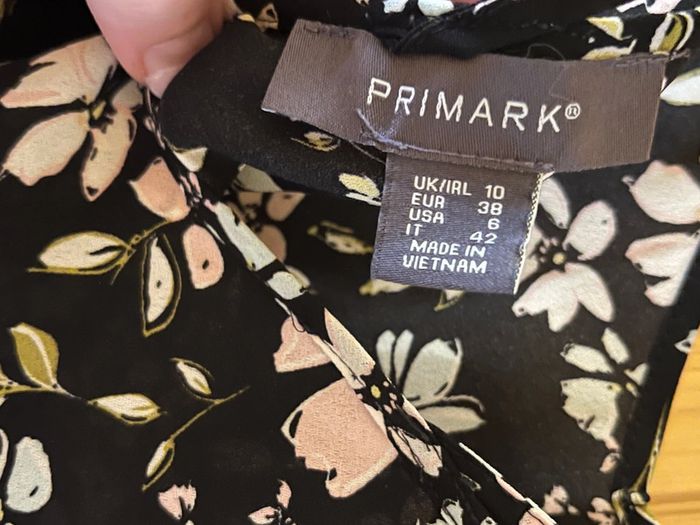 PRIMARK®
UK/IRL 10
EUR 38
USA 6
IT 42
MADE IN
VIETNAM